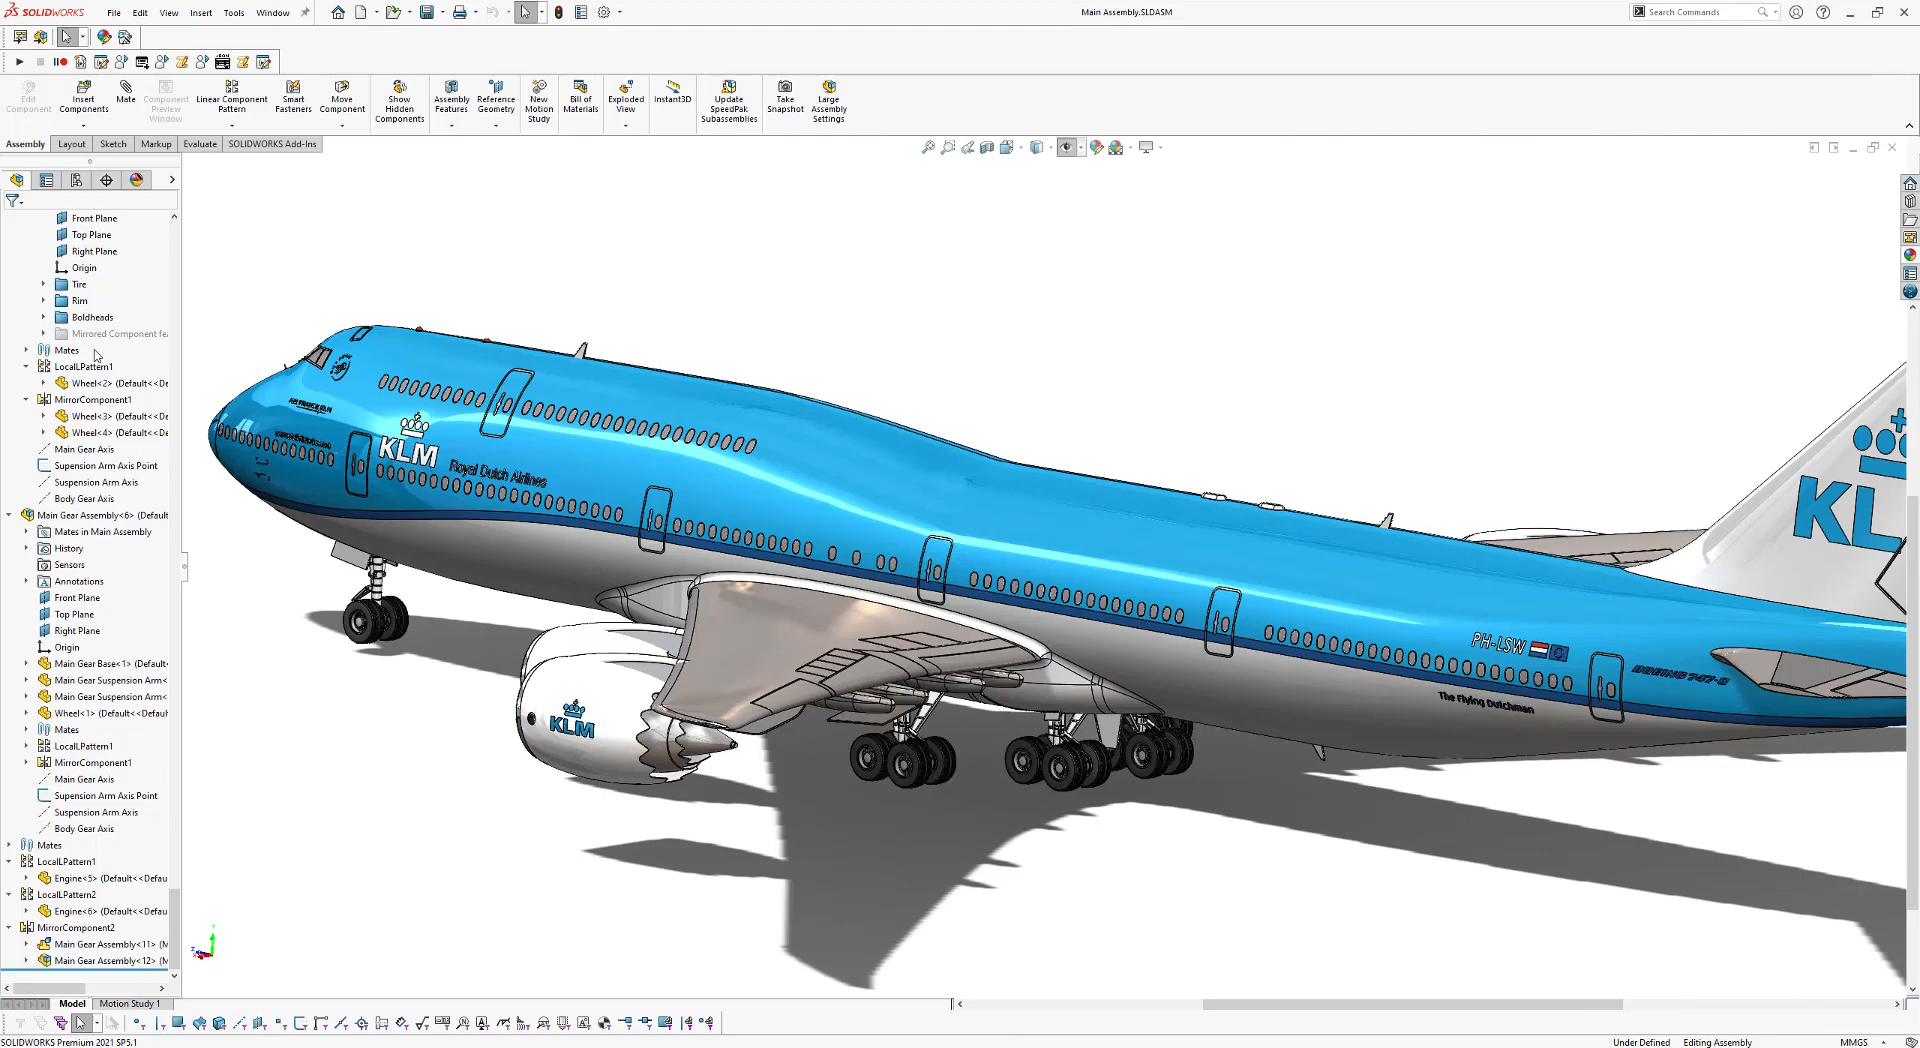 SOLIDWORKS File Edit View Insert Tools Window Main Assembly.SLDASM Search Commands
Edit Component
Insert Components
Mate
Component Preview Window
Linear Component Pattern
Smart Fasteners
Move Component
Show Hidden Components
Assembly Features
Reference Geometry
New Motion Study
Bill of Materials
Exploded View
Instant3D
Update SpeedPak Subassemblies
Take Snapshot
Large Assembly Settings
Assembly Layout Sketch Markup Evaluate SOLIDWORKS Add-Ins
Front Plane
Top Plane
Right Plane
Origin
Tire
Rim
Boldheads
Mirrored Component fe
Mates
LocalLPattern1
Wheel<2> (Default<<De
MirrorComponent1
Wheel<3> (Default<<De
Wheel<4> (Default<<De
Main Gear Axis
Supension Arm Axis Point
Suspension Arm Axis
Body Gear Axis
Main Gear Assembly<6> (Default
Mates in Main Assembly
History
Sensors
Annotations
Front Plane
Top Plane
Right Plane
Origin
Main Gear Base<1> (Default
Main Gear Suspension Arm<
Main Gear Suspension Arm<
Wheel<1> (Default<<Defau
Mates
LocalLPattern1
MirrorComponent1
Main Gear Axis
Supension Arm Axis Point
Suspension Arm Axis
Body Gear Axis
Mates
LocalLPattern1
Engine<5> (Default<<Defau
LocalLPattern2
Engine<6> (Default<<Defau
MirrorComponent2
Main Gear Assembly<11> (M
Main Gear Assembly<12> (M
AIR FRANCE KLM
KLM
Royal Dutch Airlines
KL
PH-LSW
BOEING 747-8
The Flying Dutchman
KLM
Model Motion Study 1
SOLIDWORKS Premium 2021 SP5.1 Under Defined Editing Assembly MMGS